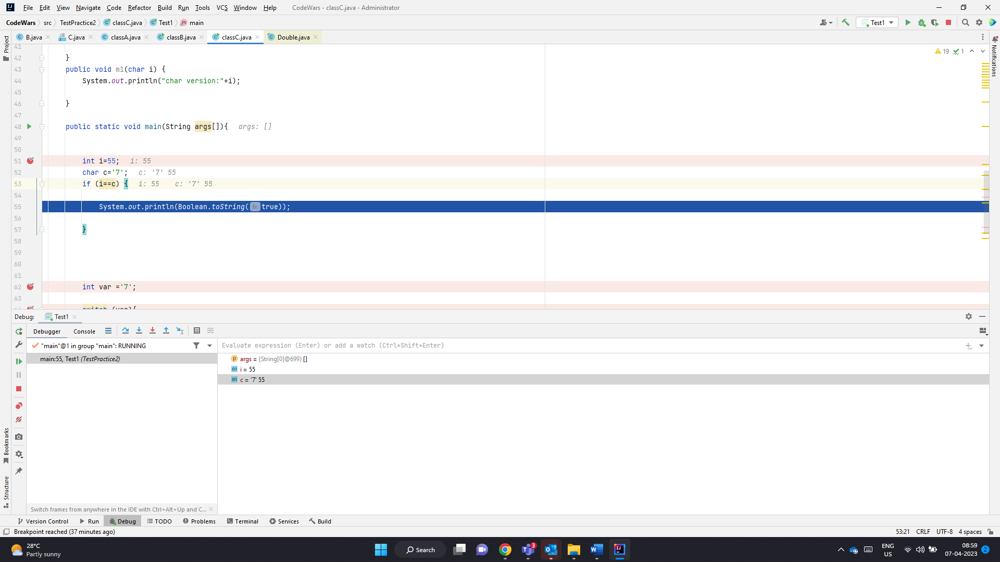 File Edit View Navigate Code Refactor Build Run Tools VCS Window Help CodeWars - classC.java - Administrator
CodeWars src TestPractice2 classC.java Test1 main Test1
Project
B.java C.java classA.java classB.java classC.java Double.java
Notifications
19 1
41
42 }
43 public void m1(char i) {
44 System.out.println("char version:"+i);
45
46 }
47
48 public static void main(String args[]){ args: []
49
50
51 int i=55; i: 55
52 char c='7'; c: '7' 55
53 if (i==c) { i: 55 c: '7' 55
54
55 System.out.println(Boolean.toString( b: true));
56
57 }
58
59
60
61
62 int var ='7';
63
64 switch (var){
Debug: Test1
Debugger Console
"main"@1 in group "main": RUNNING
Evaluate expression (Enter) or add a watch (Ctrl+Shift+Enter)
main:55, Test1 (TestPractice2)
args = {String[0]@699} []
i = 55
c = '7' 55
Bookmarks
Structure
Switch frames from anywhere in the IDE with Ctrl+Alt+Up and C...
Version Control Run Debug TODO Problems Terminal Services Build
Breakpoint reached (37 minutes ago) 53:21 CRLF UTF-8 4 spaces
28°C
Partly sunny
Search
3
ENG
US
08:59
07-04-2023
2